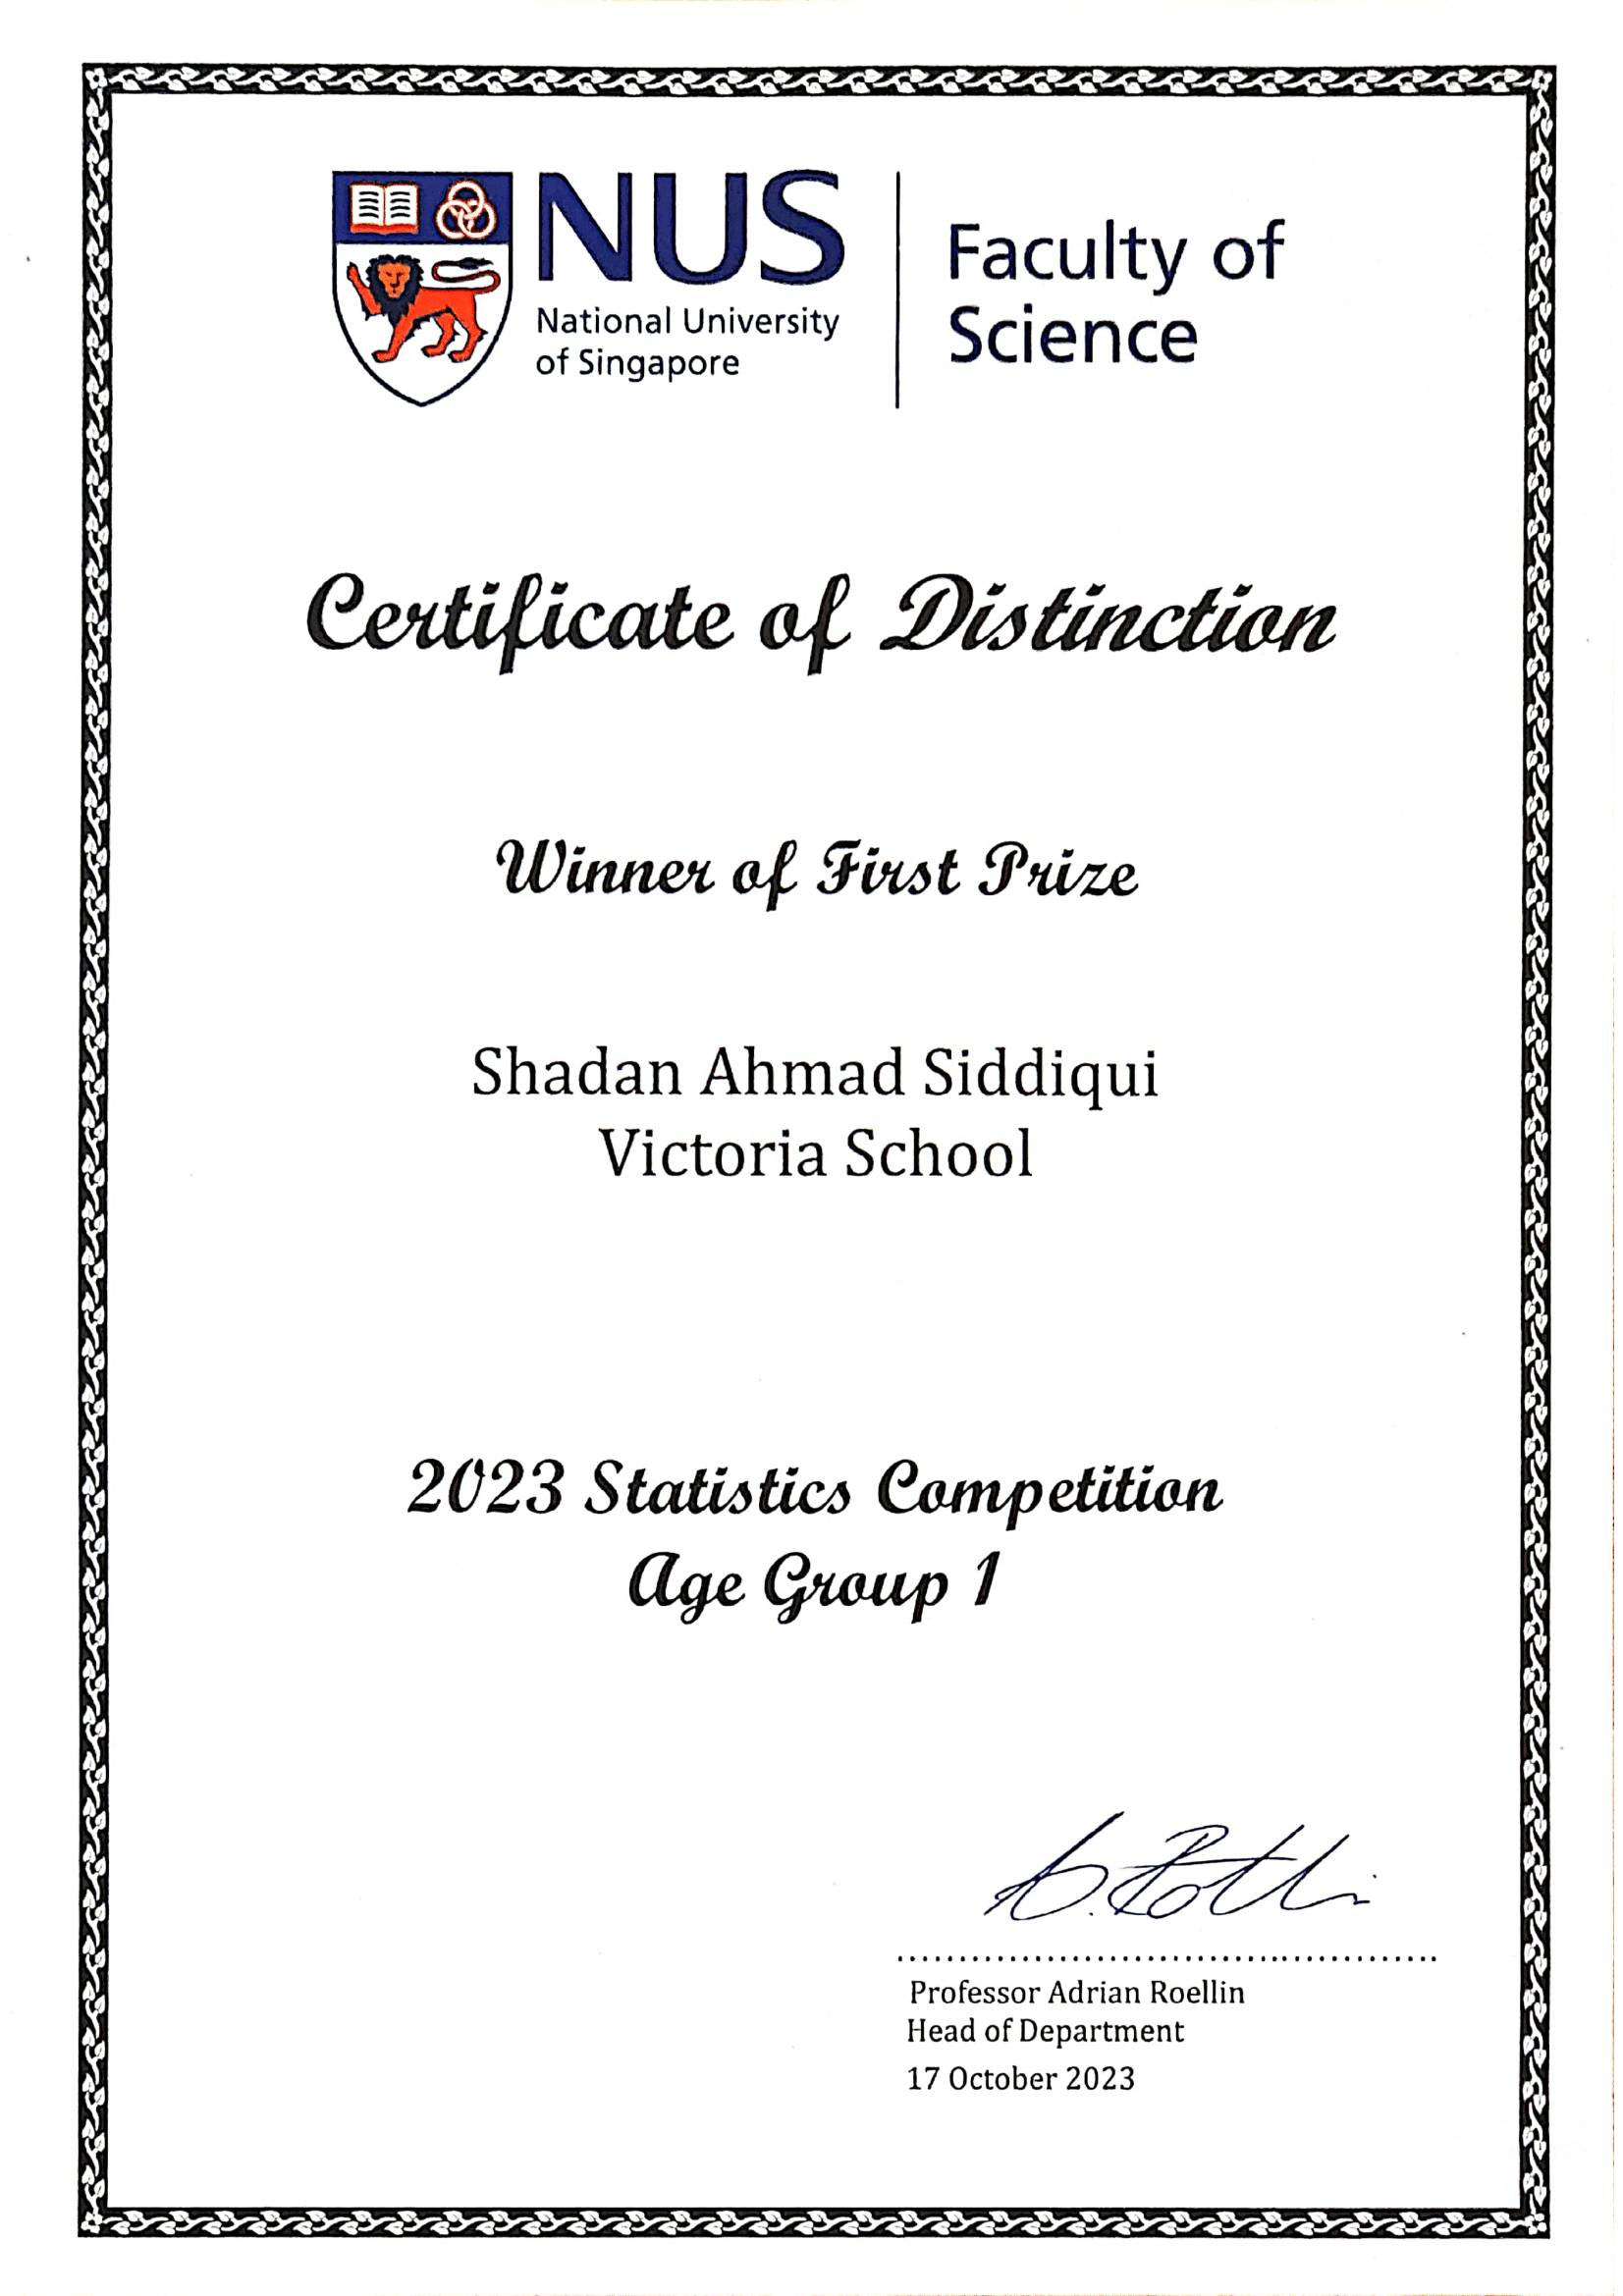 NUS
National University
of Singapore
Faculty of
Science
Certificate of Distinction
Winner of First Prize
Shadan Ahmad Siddiqui
Victoria School
2023 Statistics Competition
Age Group 1
Professor Adrian Roellin
Head of Department
17 October 2023